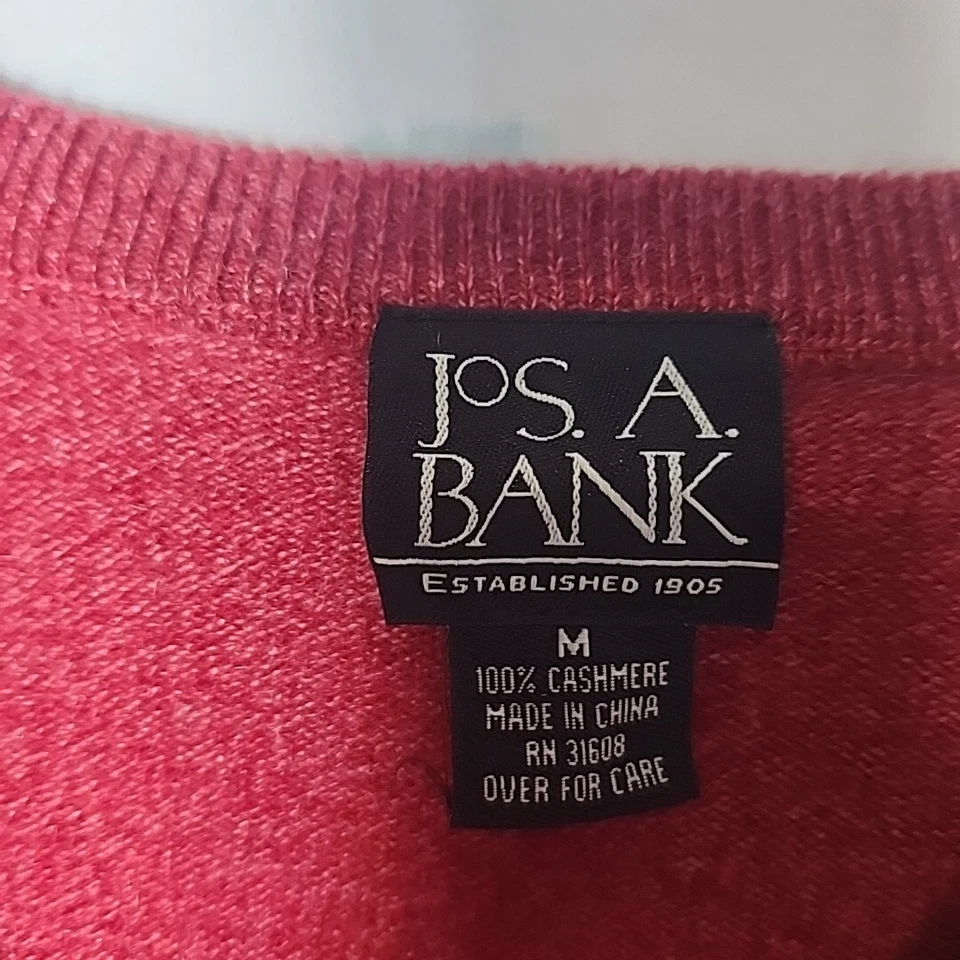 JOS. A.
BANK
ESTABLISHED 1905
M
100% CASHMERE
MADE IN CHINA
RN 31608
OVER FOR CARE